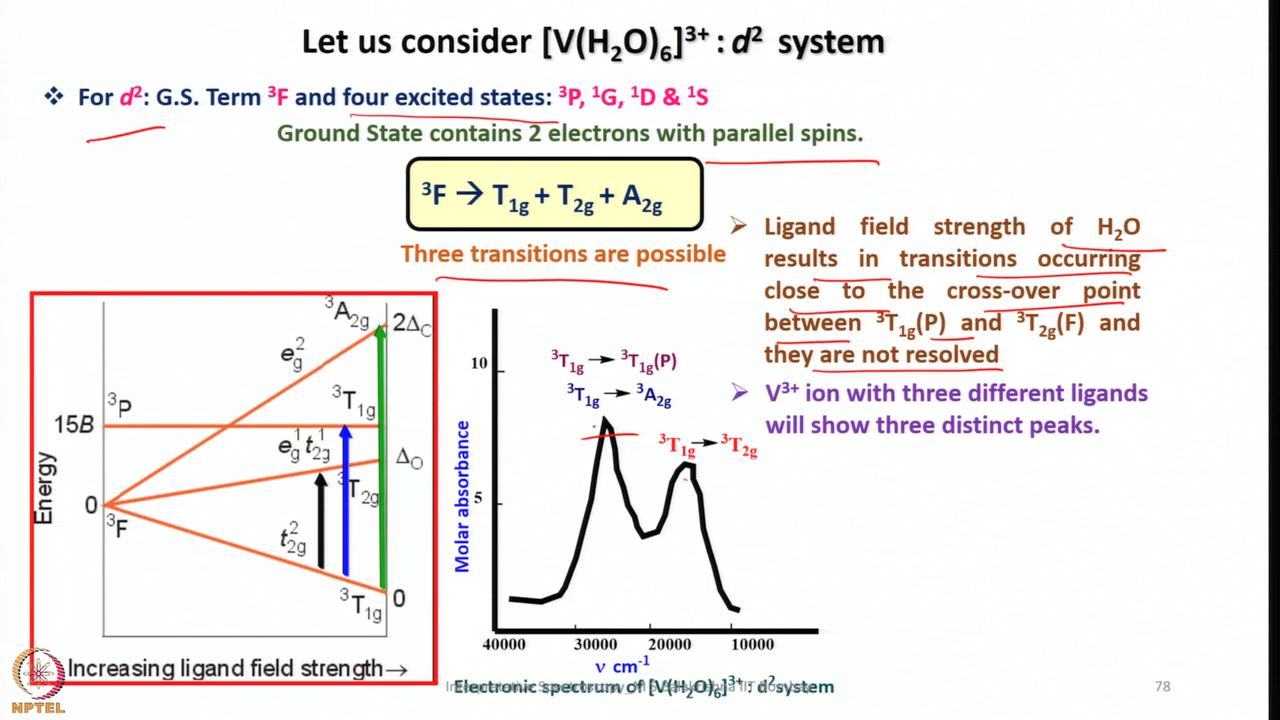 Let us consider [V(H₂O)₆]³⁺ : d² system
❖ For d²: G.S. Term ³F and four excited states: ³P, ¹G, ¹D & ¹S
Ground State contains 2 electrons with parallel spins.
³F → T₁g + T₂g + A₂g
Three transitions are possible
➢ Ligand field strength of H₂O
results in transitions occurring
close to the cross-over point
between ³T₁g(P) and ³T₂g(F) and
they are not resolved
➢ V³⁺ ion with three different ligands
will show three distinct peaks.
³A₂g
2Δ
eg²
³P
³T₁g
15B
eg¹ t₂g¹
ΔO
³T₂g
Energy
0
³F
t₂g²
³T₁g
0
Increasing ligand field strength→
10
³T₁g → ³T₁g(P)
³T₁g → ³A₂g
³T₁g → ³T₂g
Molar absorbance
5
40000 30000 20000 10000
ν cm⁻¹
Electronic spectrum of [V(H₂O)₆]³⁺ : d² system
78
NPTEL